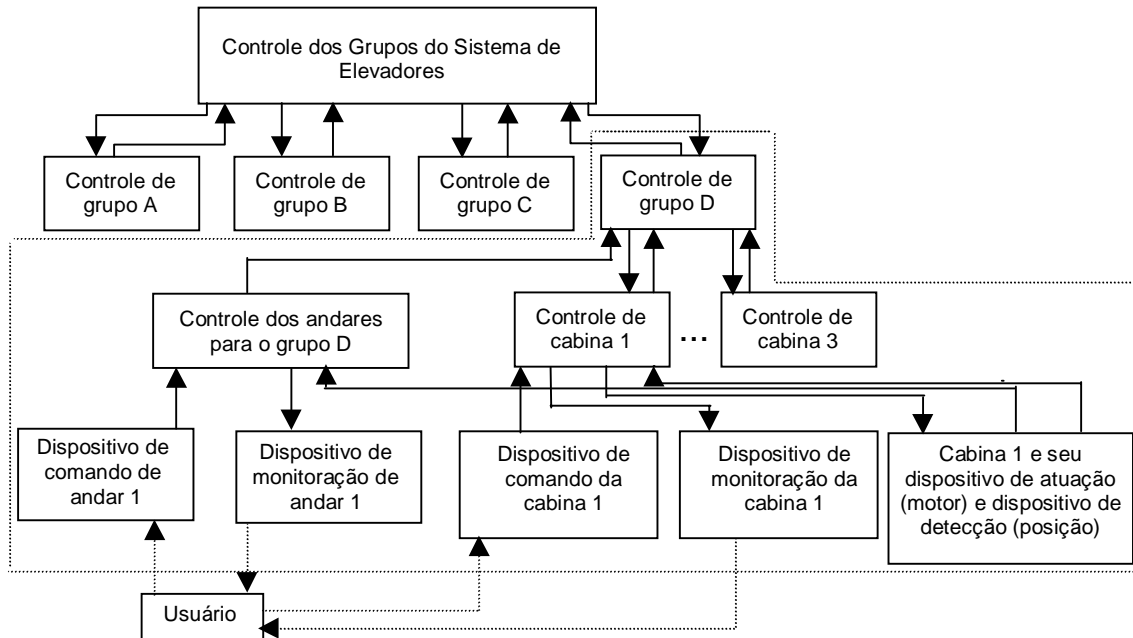 Controle dos Grupos do Sistema de
Elevadores
Controle de
grupo A
Controle de
grupo B
Controle de
grupo C
Controle de
grupo D
Controle dos andares
para o grupo D
Controle de
cabina 1
...
Controle de
cabina 3
Dispositivo de
comando de
andar 1
Dispositivo de
monitoração de
andar 1
Dispositivo de
comando da
cabina 1
Dispositivo de
monitoração da
cabina 1
Cabina 1 e seu
dispositivo de atuação
(motor) e dispositivo de
detecção (posição)
Usuário